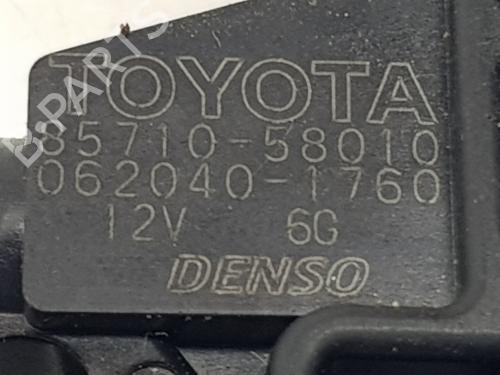 TOYOTA
85710-58010
062040-1760
12V 6G
DENSO
B-PARTS